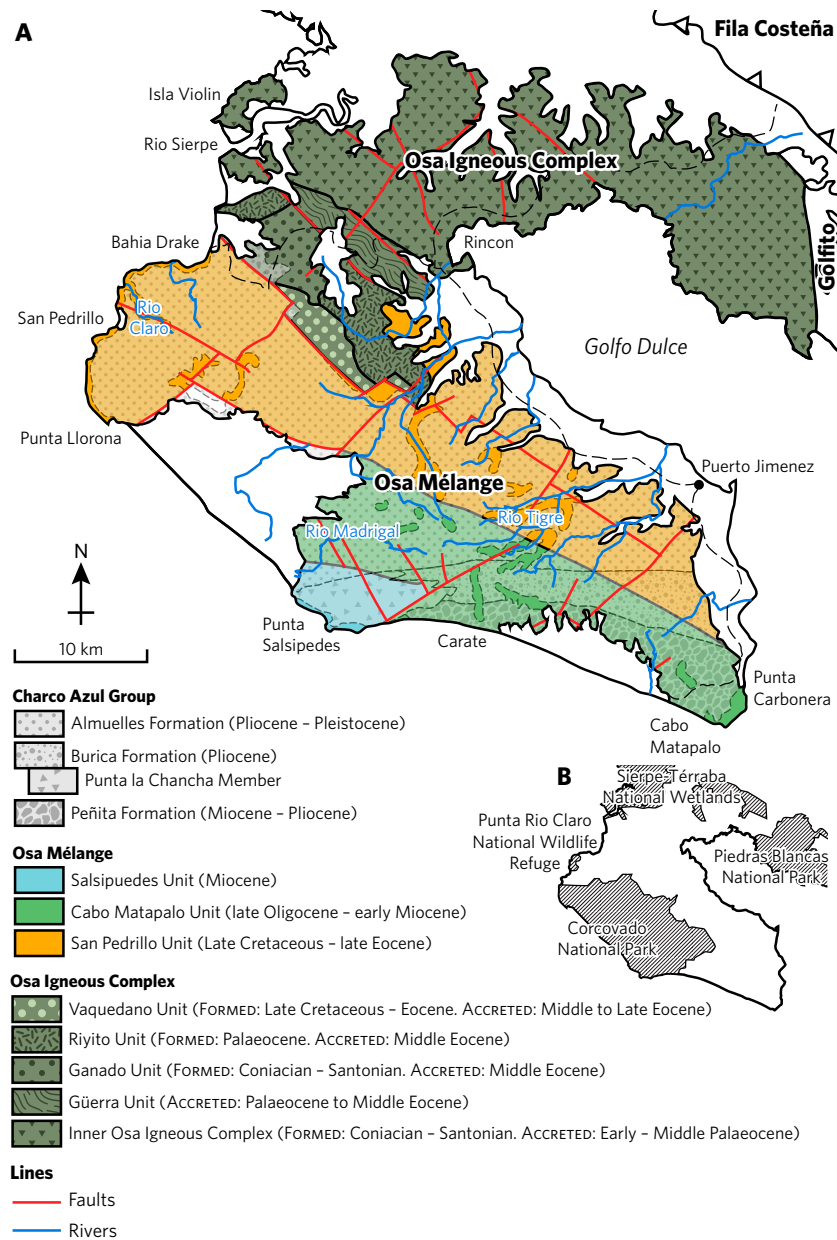 A
Fila Costeña
Isla Violin
Rio Sierpe
Osa Igneous Complex
Bahia Drake
Rincon
Golfito
San Pedrillo
Rio
Claro
Golfo Dulce
Punta Llorona
Puerto Jimenez
Osa Mélange
Rio Tigre
Rio Madrigal
N
10 km
Punta
Salsipedes
Carate
Punta
Carbonera
Cabo
Matapalo
Charco Azul Group
Almuelles Formation (Pliocene – Pleistocene)
Burica Formation (Pliocene)
Punta la Chancha Member
Peñita Formation (Miocene – Pliocene)
Osa Mélange
Salsipuedes Unit (Miocene)
Cabo Matapalo Unit (late Oligocene – early Miocene)
San Pedrillo Unit (Late Cretaceous – late Eocene)
B
Sierpe-Térraba
National Wetlands
Punta Rio Claro
National Wildlife
Refuge
Piedras Blancas
National Park
Corcovado
National Park
Osa Igneous Complex
Vaquedano Unit (FORMED: Late Cretaceous – Eocene. ACCRETED: Middle to Late Eocene)
Riyito Unit (FORMED: Palaeocene. ACCRETED: Middle Eocene)
Ganado Unit (FORMED: Coniacian – Santonian. ACCRETED: Middle Eocene)
Güerra Unit (ACCRETED: Palaeocene to Middle Eocene)
Inner Osa Igneous Complex (FORMED: Coniacian – Santonian. ACCRETED: Early – Middle Palaeocene)
Lines
Faults
Rivers